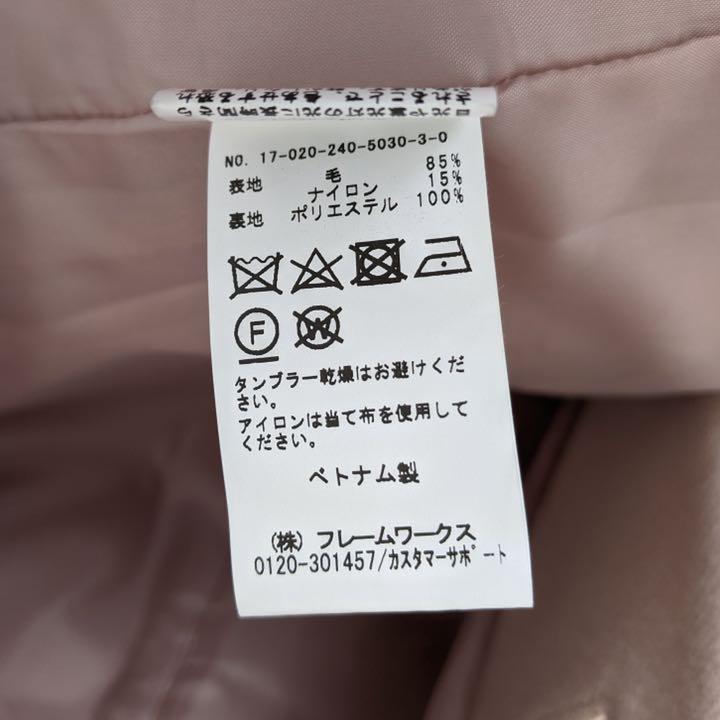 NO. 17-020-240-5030-3-0
表地 毛 85%
ナイロン 15%
裏地 ポリエステル 100%
F
W
タンブラー乾燥はお避けくだ
さい。
アイロンは当て布を使用して
ください。
ベトナム製
(株) フレームワークス
0120-301457/カスタマーサポート